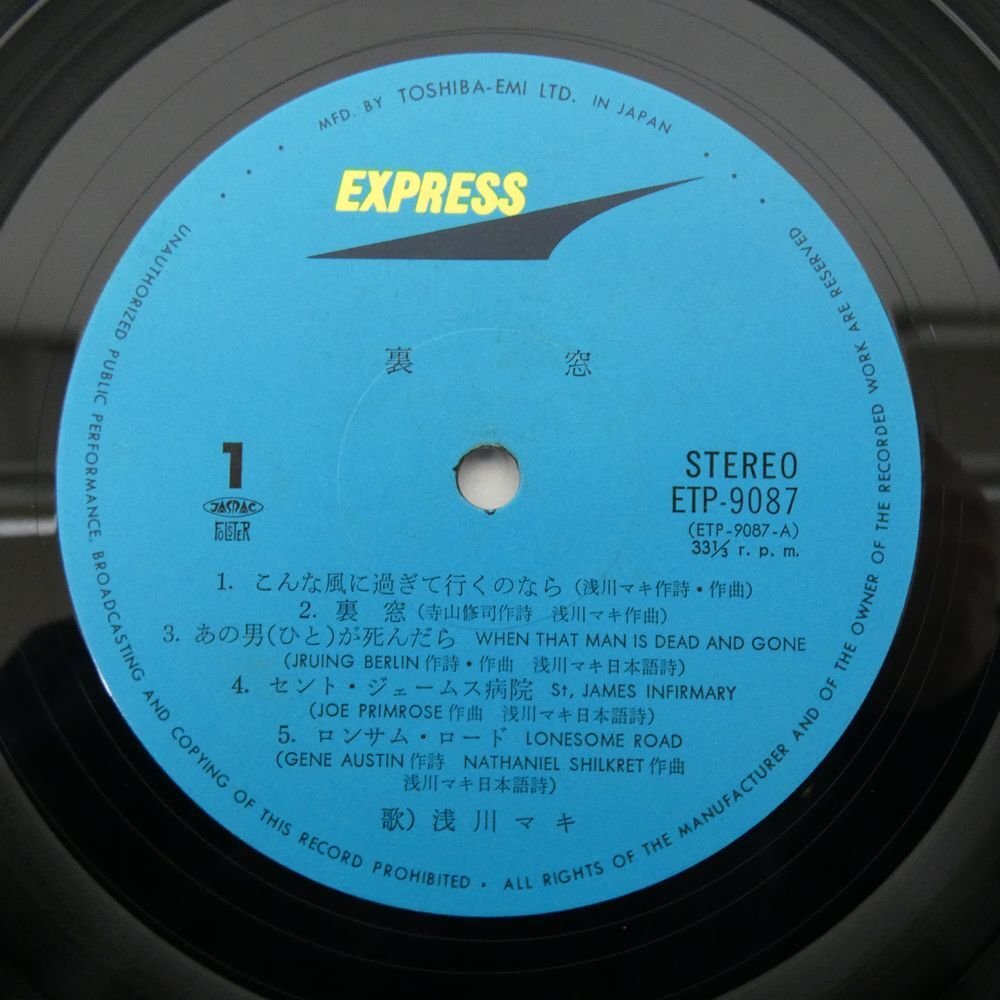 MFD. BY TOSHIBA-EMI LTD. IN JAPAN
EXPRESS
裏 窓
1
JASRAC
FOLSTER
STEREO
ETP-9087
(ETP-9087-A)
33⅓ r. p. m.
1. こんな風に過ぎて行くのなら (浅川マキ作詩・作曲)
2. 裏 窓 (寺山修司作詩 浅川マキ作曲)
3. あの男(ひと)が死んだら WHEN THAT MAN IS DEAD AND GONE
(JRUING BERLIN 作詩・作曲 浅川マキ日本語詩)
4. セント・ジェームス病院 St, JAMES INFIRMARY
(JOE PRIMROSE 作曲 浅川マキ日本語詩)
5. ロンサム・ロード LONESOME ROAD
(GENE AUSTIN 作詩 NATHANIEL SHILKRET 作曲
浅川マキ日本語詩)
歌) 浅川マキ
UNAUTHORIZED PUBLIC PERFORMANCE, BROADCASTING AND COPYING OF THIS RECORD PROHIBITED • ALL RIGHTS OF THE MANUFACTURER AND OF THE OWNER OF THE RECORDED WORK ARE RESERVED